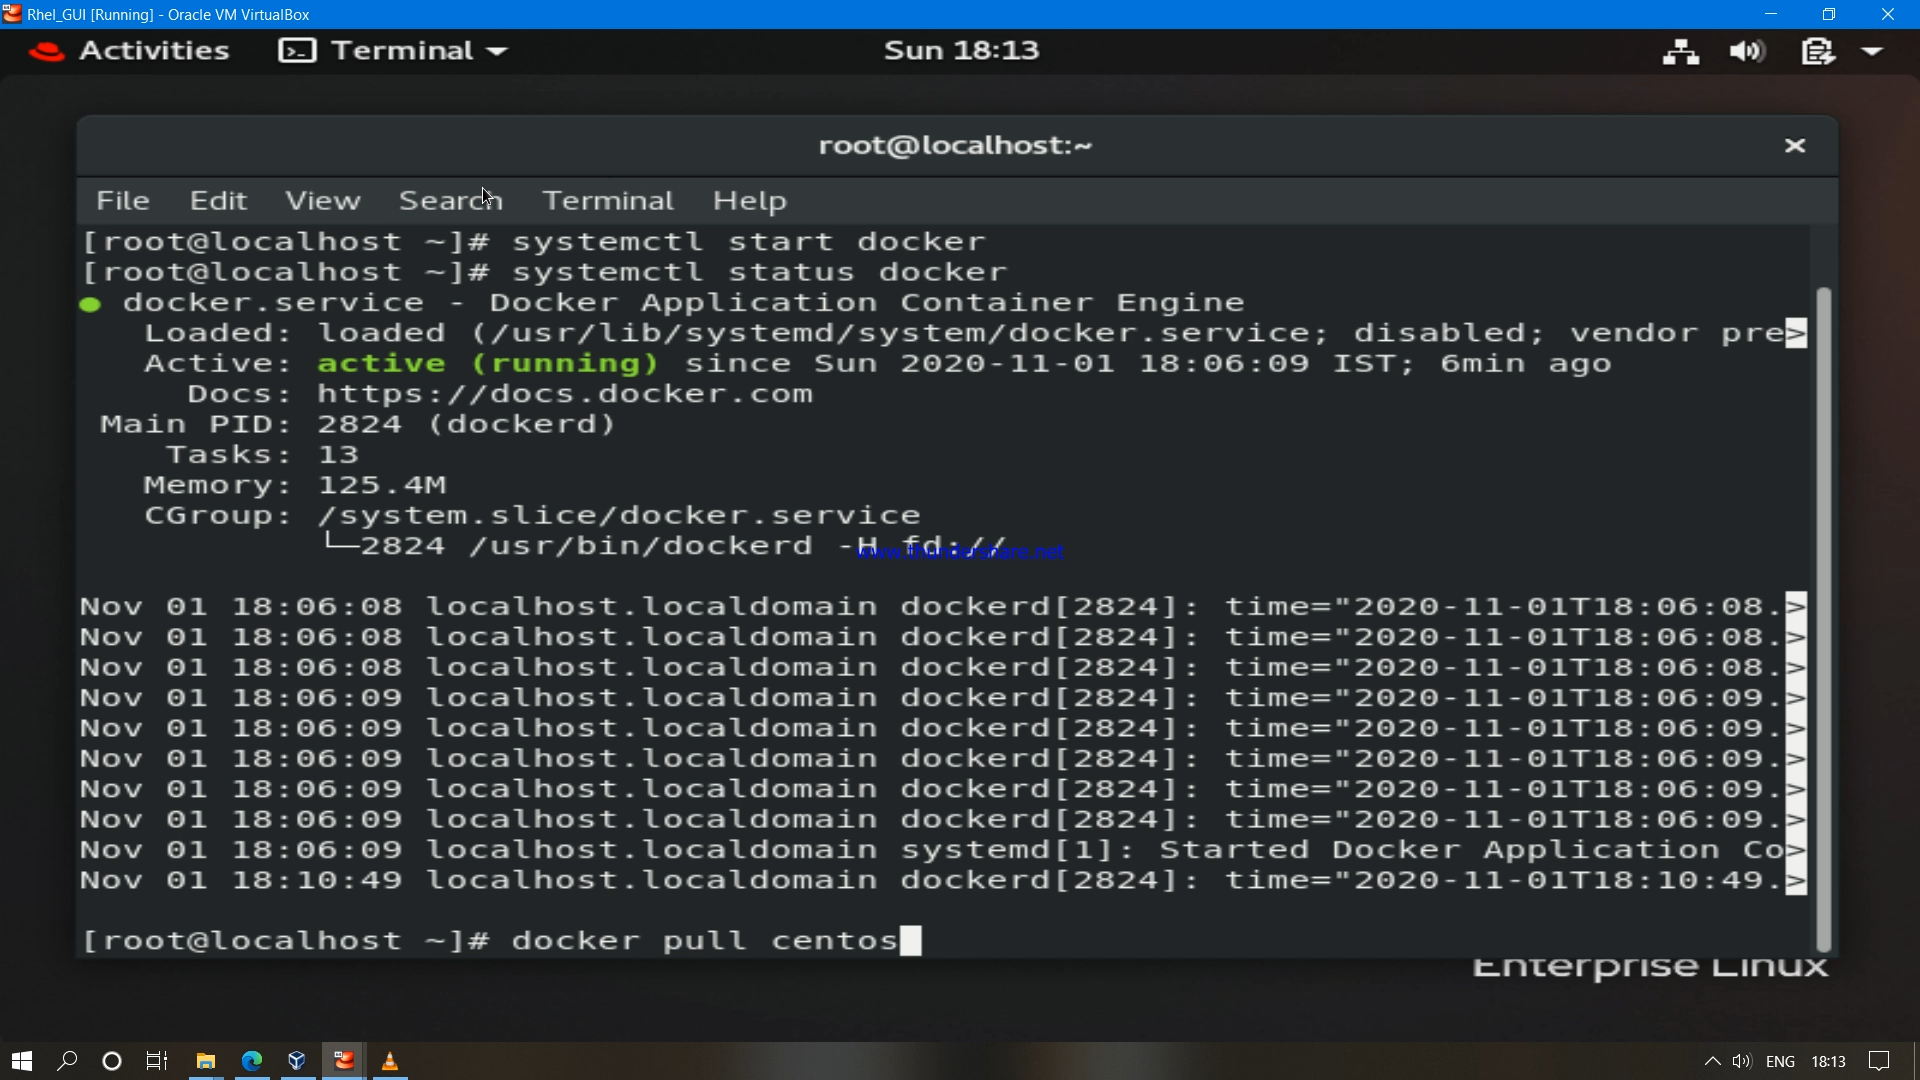 Rhel_GUI [Running] - Oracle VM VirtualBox
Activities Terminal Sun 18:13
root@localhost:~
File Edit View Search Terminal Help
[root@localhost ~]# systemctl start docker
[root@localhost ~]# systemctl status docker
● docker.service - Docker Application Container Engine
Loaded: loaded (/usr/lib/systemd/system/docker.service; disabled; vendor pre>
Active: active (running) since Sun 2020-11-01 18:06:09 IST; 6min ago
Docs: https://docs.docker.com
Main PID: 2824 (dockerd)
Tasks: 13
Memory: 125.4M
CGroup: /system.slice/docker.service
└─2824 /usr/bin/dockerd -H fd://
www.thundershare.net
Nov 01 18:06:08 localhost.localdomain dockerd[2824]: time="2020-11-01T18:06:08.>
Nov 01 18:06:08 localhost.localdomain dockerd[2824]: time="2020-11-01T18:06:08.>
Nov 01 18:06:08 localhost.localdomain dockerd[2824]: time="2020-11-01T18:06:08.>
Nov 01 18:06:09 localhost.localdomain dockerd[2824]: time="2020-11-01T18:06:09.>
Nov 01 18:06:09 localhost.localdomain dockerd[2824]: time="2020-11-01T18:06:09.>
Nov 01 18:06:09 localhost.localdomain dockerd[2824]: time="2020-11-01T18:06:09.>
Nov 01 18:06:09 localhost.localdomain dockerd[2824]: time="2020-11-01T18:06:09.>
Nov 01 18:06:09 localhost.localdomain dockerd[2824]: time="2020-11-01T18:06:09.>
Nov 01 18:06:09 localhost.localdomain systemd[1]: Started Docker Application Co>
Nov 01 18:10:49 localhost.localdomain dockerd[2824]: time="2020-11-01T18:10:49.>
[root@localhost ~]# docker pull centos
Enterprise Linux
ENG 18:13